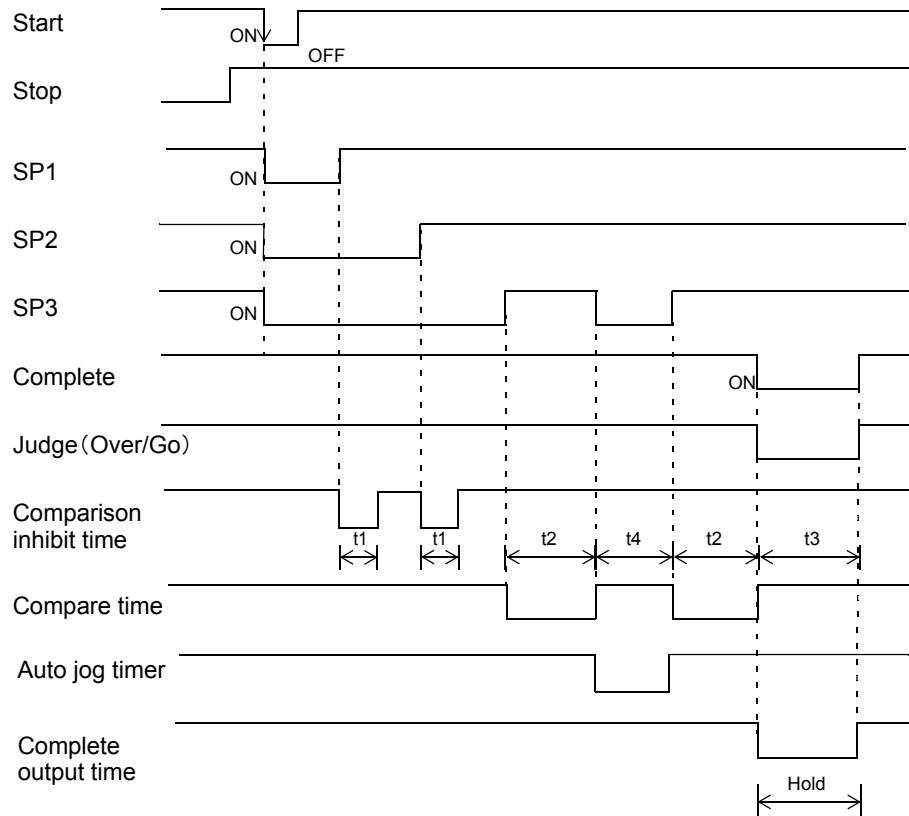 Start
ON
OFF
Stop
SP1
ON
SP2
ON
SP3
ON
Complete
ON
Judge（Over/Go）
Comparison
inhibit time
t1 t1 t2 t4 t2 t3
Compare time
Auto jog timer
Complete
output time
Hold